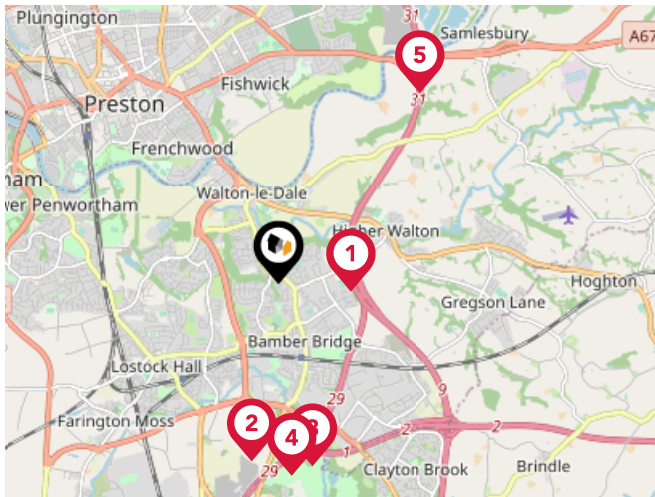 Plungington
31
Samlesbury
A67
5
Fishwick
31
Preston
Frenchwood
ham
Walton-le-Dale
wer Penwortham
Higher Walton
1
Hoghton
Gregson Lane
Bamber Bridge
Lostock Hall
9
29
Farington Moss
2
3
4
2
2
1
29
Clayton Brook
Brindle